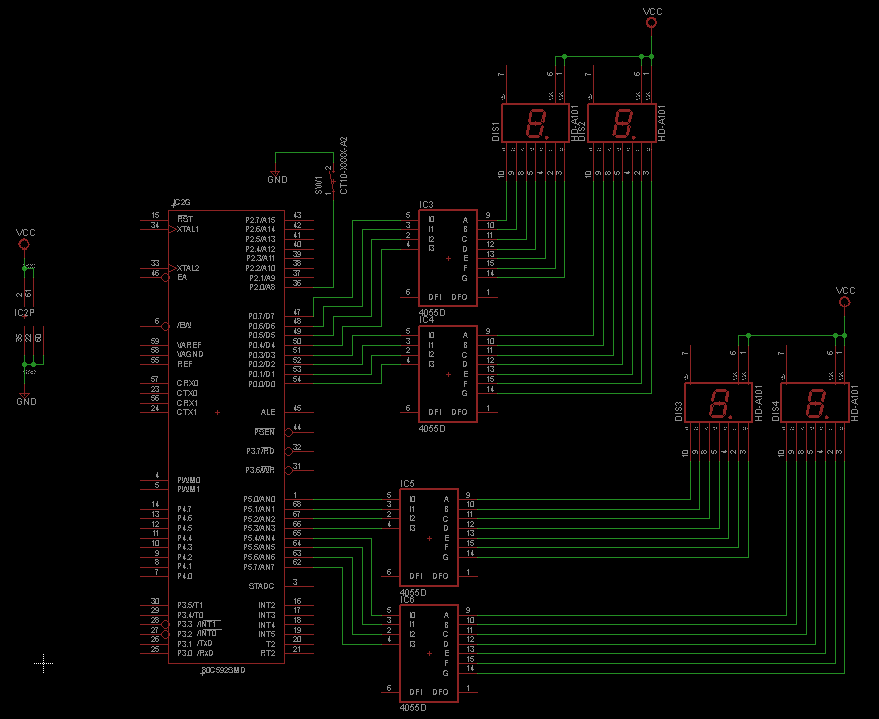 VCC
7
6
1
7
6
1
DIS1
HD-A101
DIS2
HD-A101
10 9 8 5 4 2 3
10 9 8 5 4 2 3
GND
SW1
1
2
CT10-XXXX-A2
IC2G
15 RST P2.7/A15 43
34 XTAL1 P2.6/A14 42
P2.5/A13 41
P2.4/A12 40
P2.3/A11 39
33 XTAL2 P2.2/A10 38
46 EA P2.1/A9 37
P2.0/A8 36
P0.7/D7 47
6 /EW P0.6/D6 48
P0.5/D5 49
59 VAREF P0.4/D4 50
58 VAGND P0.3/D3 51
55 REF P0.2/D2 52
P0.1/D1 53
57 CRX0 P0.0/D0 54
23 CTX0
56 CRX1
24 CTX1 ALE 45
PSEN 44
P3.7/RD 32
P3.6/WR 31
4 PWM0
5 PWM1
P5.0/AN0 1
14 P4.7 P5.1/AN1 68
13 P4.6 P5.2/AN2 67
12 P4.5 P5.3/AN3 66
11 P4.4 P5.4/AN4 65
10 P4.3 P5.5/AN5 64
9 P4.2 P5.6/AN6 63
8 P4.1 P5.7/AN7 62
7 P4.0
STADC 3
30 P3.5/T1 INT2 16
29 P3.4/T0 INT3 17
28 P3.3 /INT1 INT4 18
27 P3.2 /INT0 INT5 19
26 P3.1 /TxD T2 20
25 P3.0 /RxD RT2 21
80C592SMD
VCC
2 61
IC2P
35 22 60
GND
IC3
5 I0 A 9
3 I1 B 10
2 I2 C 11
4 I3 D 12
E 13
F 15
G 14
6 DFI DFO 1
4055D
IC4
5 I0 A 9
3 I1 B 10
2 I2 C 11
4 I3 D 12
E 13
F 15
G 14
6 DFI DFO 1
4055D
VCC
7
6
1
7
6
1
DIS3
HD-A101
DIS4
HD-A101
10 9 8 5 4 2 3
10 9 8 5 4 2 3
IC5
5 I0 A 9
3 I1 B 10
2 I2 C 11
4 I3 D 12
E 13
F 15
G 14
6 DFI DFO 1
4055D
IC6
5 I0 A 9
3 I1 B 10
2 I2 C 11
4 I3 D 12
E 13
F 15
G 14
6 DFI DFO 1
4055D